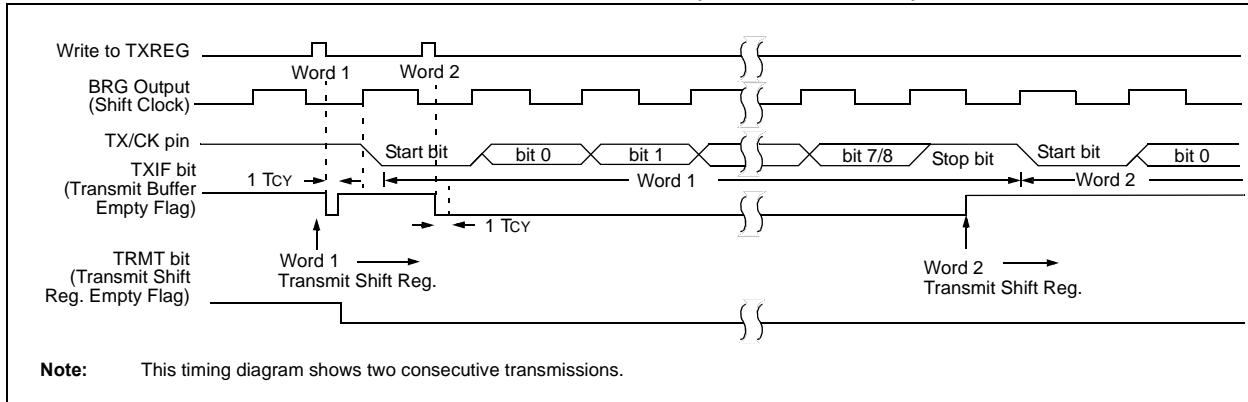 Write to TXREG
Word 1
Word 2
BRG Output
(Shift Clock)
TX/CK pin
Start bit
bit 0
bit 1
bit 7/8
Stop bit
Start bit
bit 0
TXIF bit
(Transmit Buffer
Empty Flag)
1 TCY
Word 1
Word 2
1 TCY
Word 1
Transmit Shift Reg.
Word 2
Transmit Shift Reg.
TRMT bit
(Transmit Shift
Reg. Empty Flag)
Note: This timing diagram shows two consecutive transmissions.